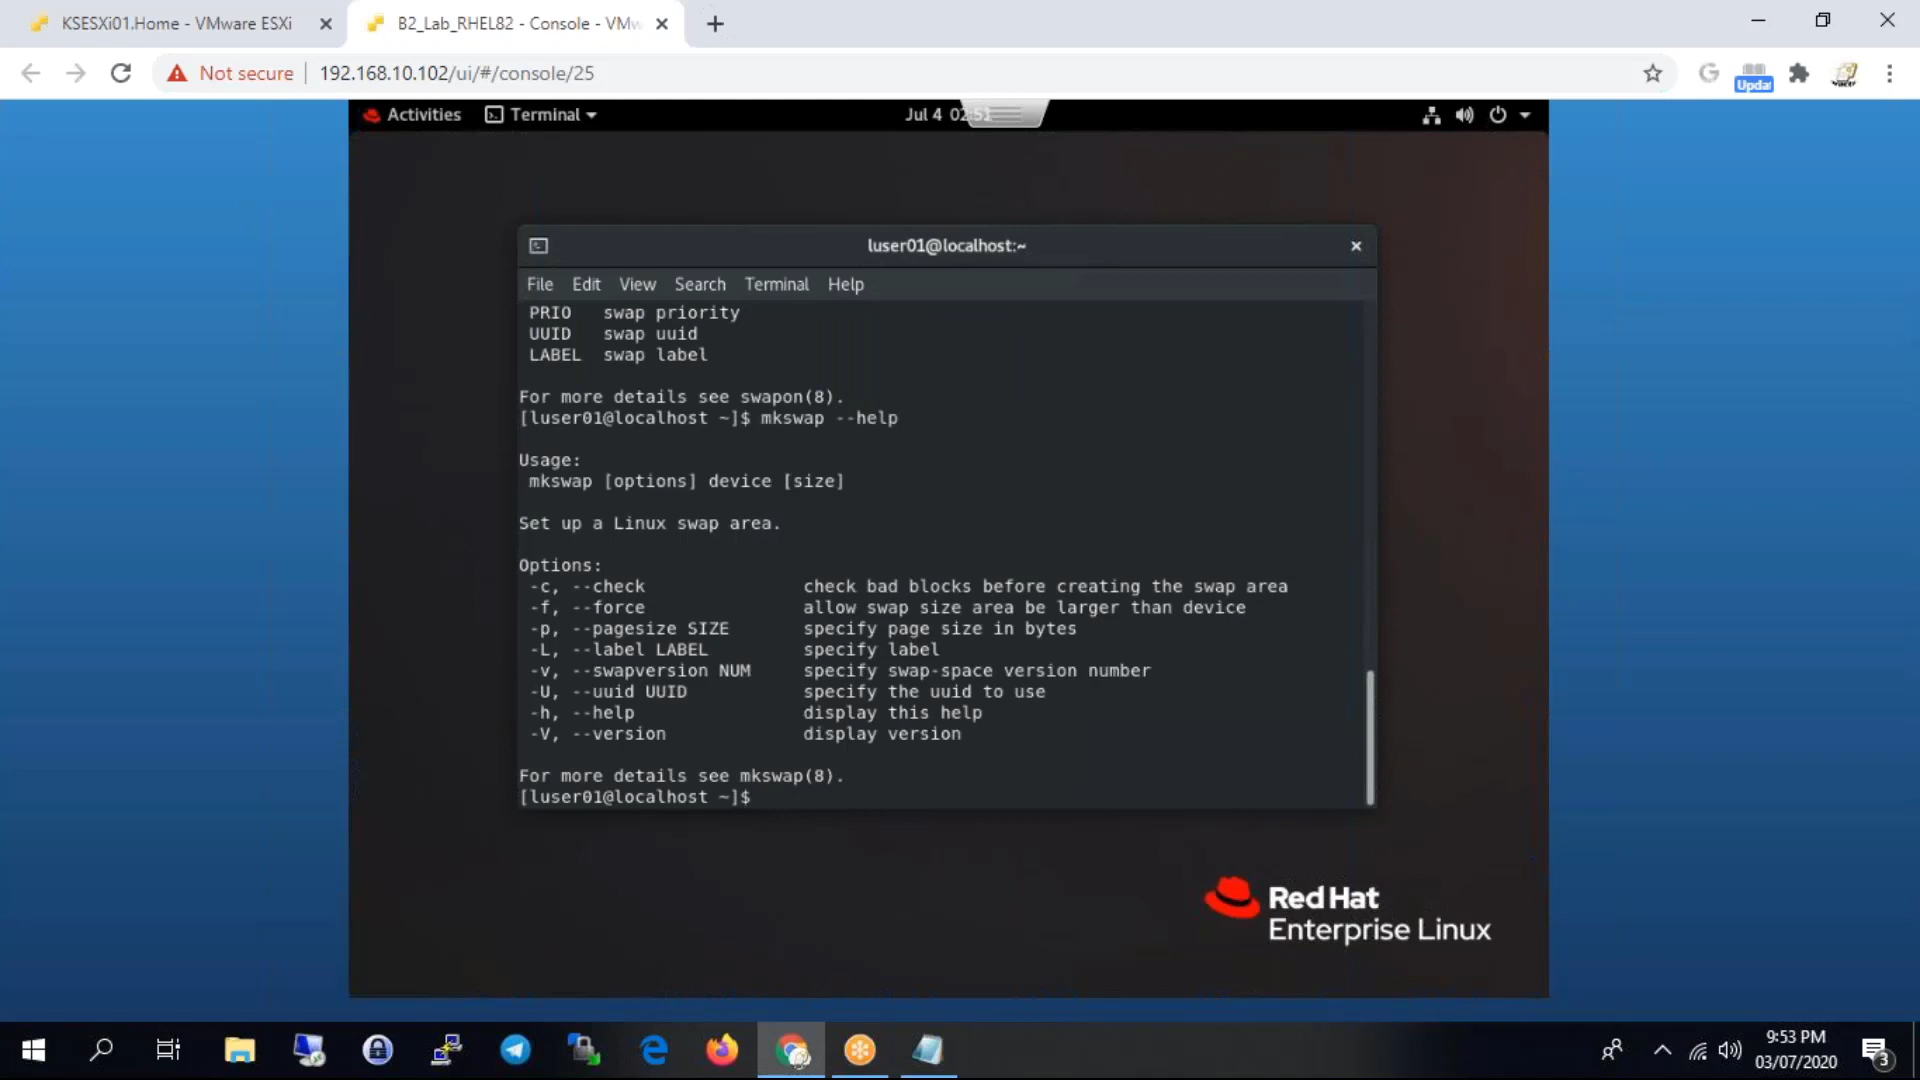 KSESXi01.Home - VMware ESXi
B2_Lab_RHEL82 - Console - VMw
Not secure
192.168.10.102/ui/#/console/25
Updat
Activities
Terminal
Jul 4 02:51
luser01@localhost:~
File Edit View Search Terminal Help
PRIO swap priority
UUID swap uuid
LABEL swap label
For more details see swapon(8).
[luser01@localhost ~]$ mkswap --help
Usage:
mkswap [options] device [size]
Set up a Linux swap area.
Options:
-c, --check check bad blocks before creating the swap area
-f, --force allow swap size area be larger than device
-p, --pagesize SIZE specify page size in bytes
-L, --label LABEL specify label
-v, --swapversion NUM specify swap-space version number
-U, --uuid UUID specify the uuid to use
-h, --help display this help
-V, --version display version
For more details see mkswap(8).
[luser01@localhost ~]$
Red Hat
Enterprise Linux
9:53 PM
03/07/2020
3